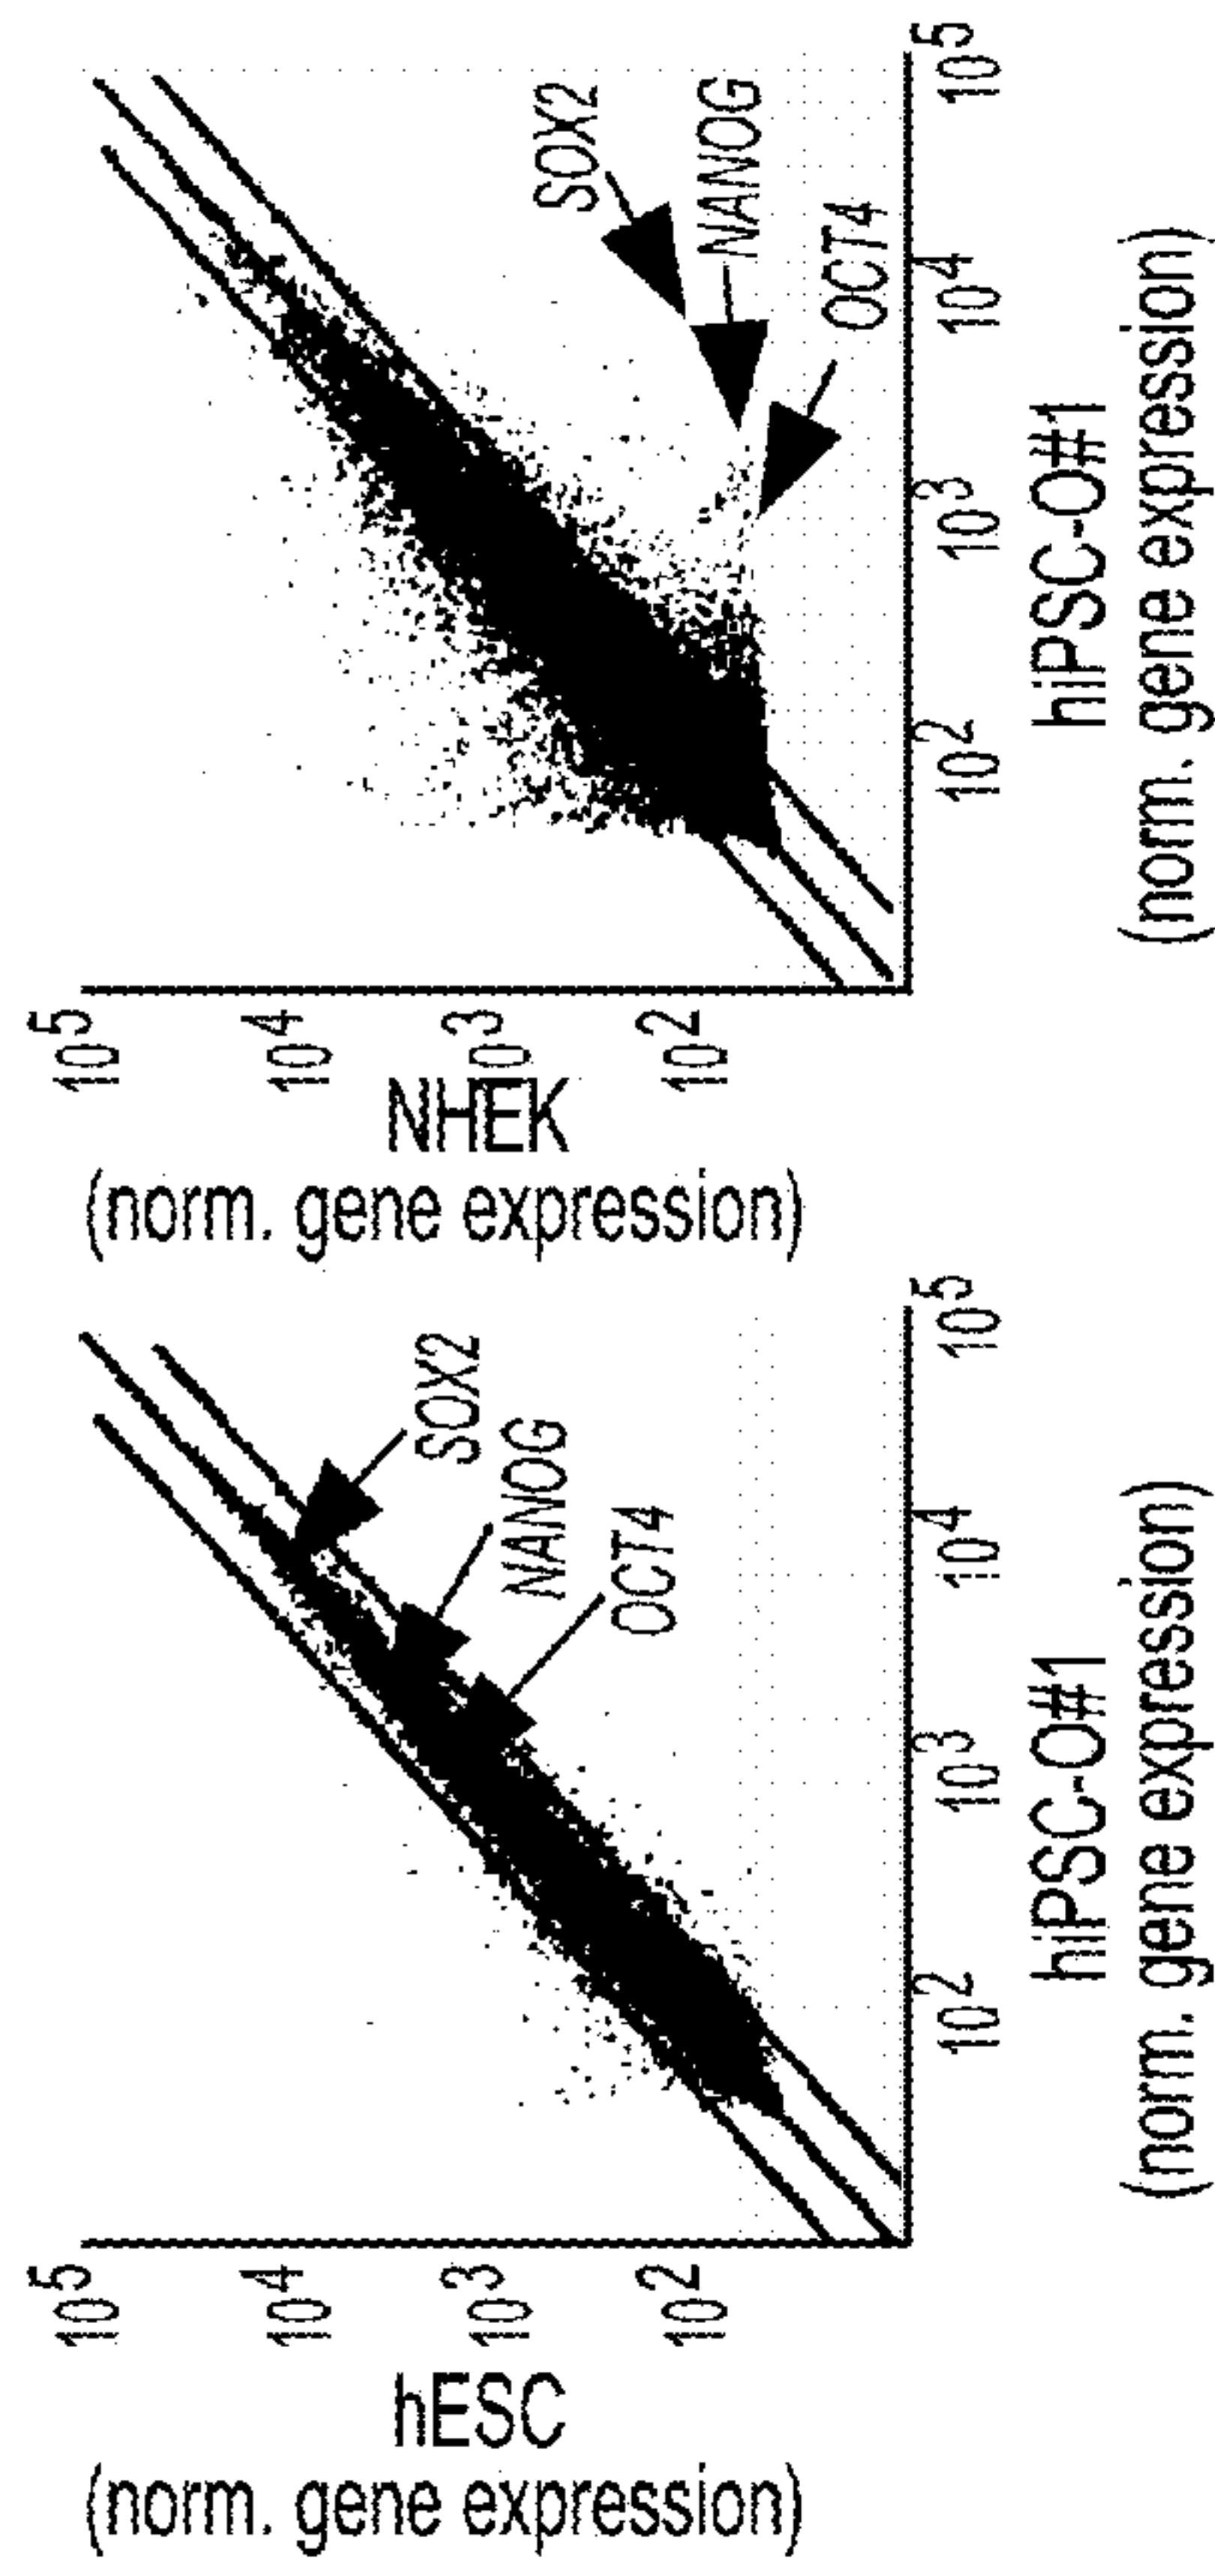 hESC
(norm. gene expression)
10^5
10^4
10^3
10^2
SOX2
NANOG
OCT4
10^2
10^3
10^4
10^5
hiPSC-O#1
(norm. gene expression)
NHEK
(norm. gene expression)
10^5
10^4
10^3
10^2
SOX2
NANOG
OCT4
10^2
10^3
10^4
10^5
hiPSC-O#1
(norm. gene expression)